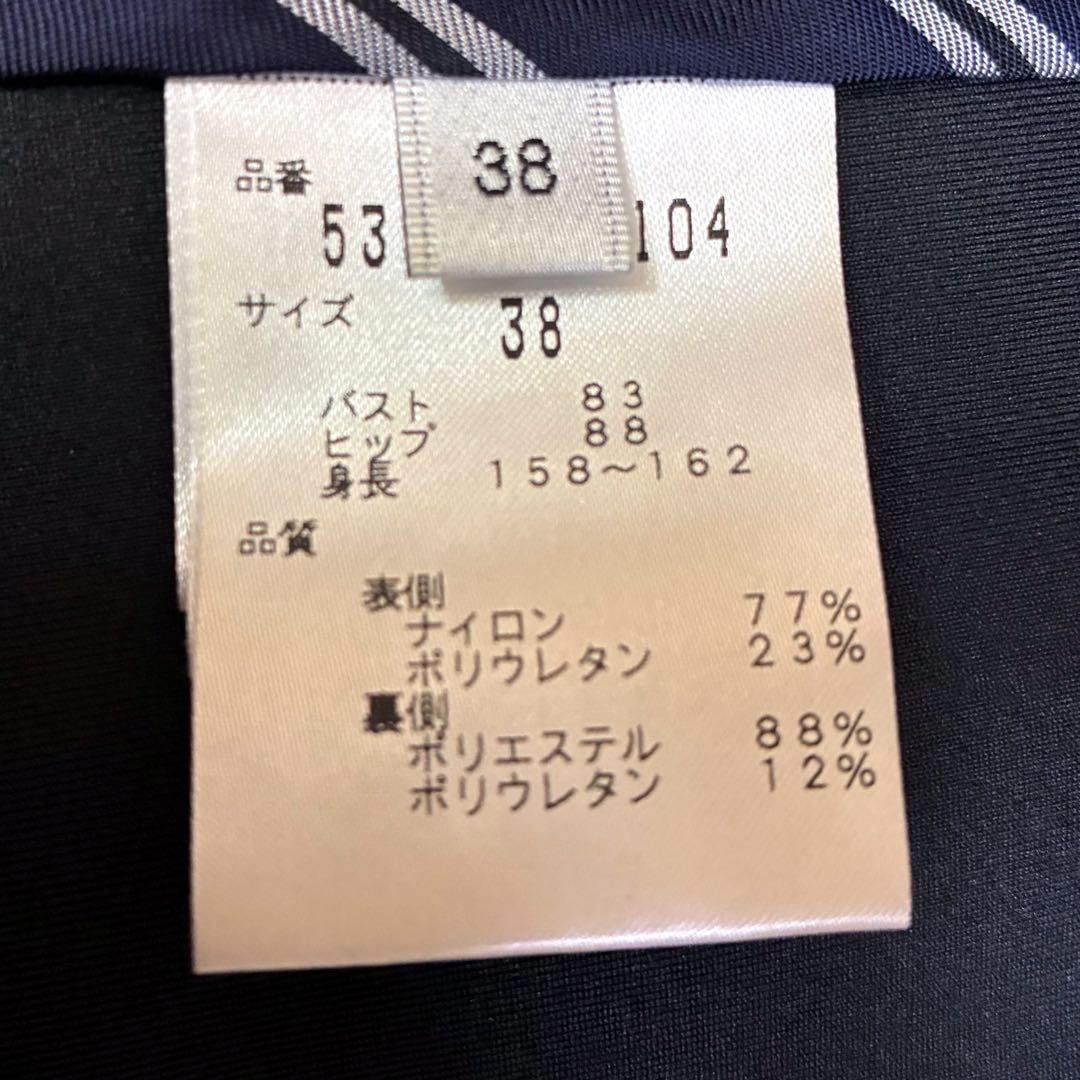 38
品番
53 104
サイズ 38
バスト 83
ヒップ 88
身長 158～162
品質
表側
ナイロン 77%
ポリウレタン 23%
裏側
ポリエステル 88%
ポリウレタン 12%